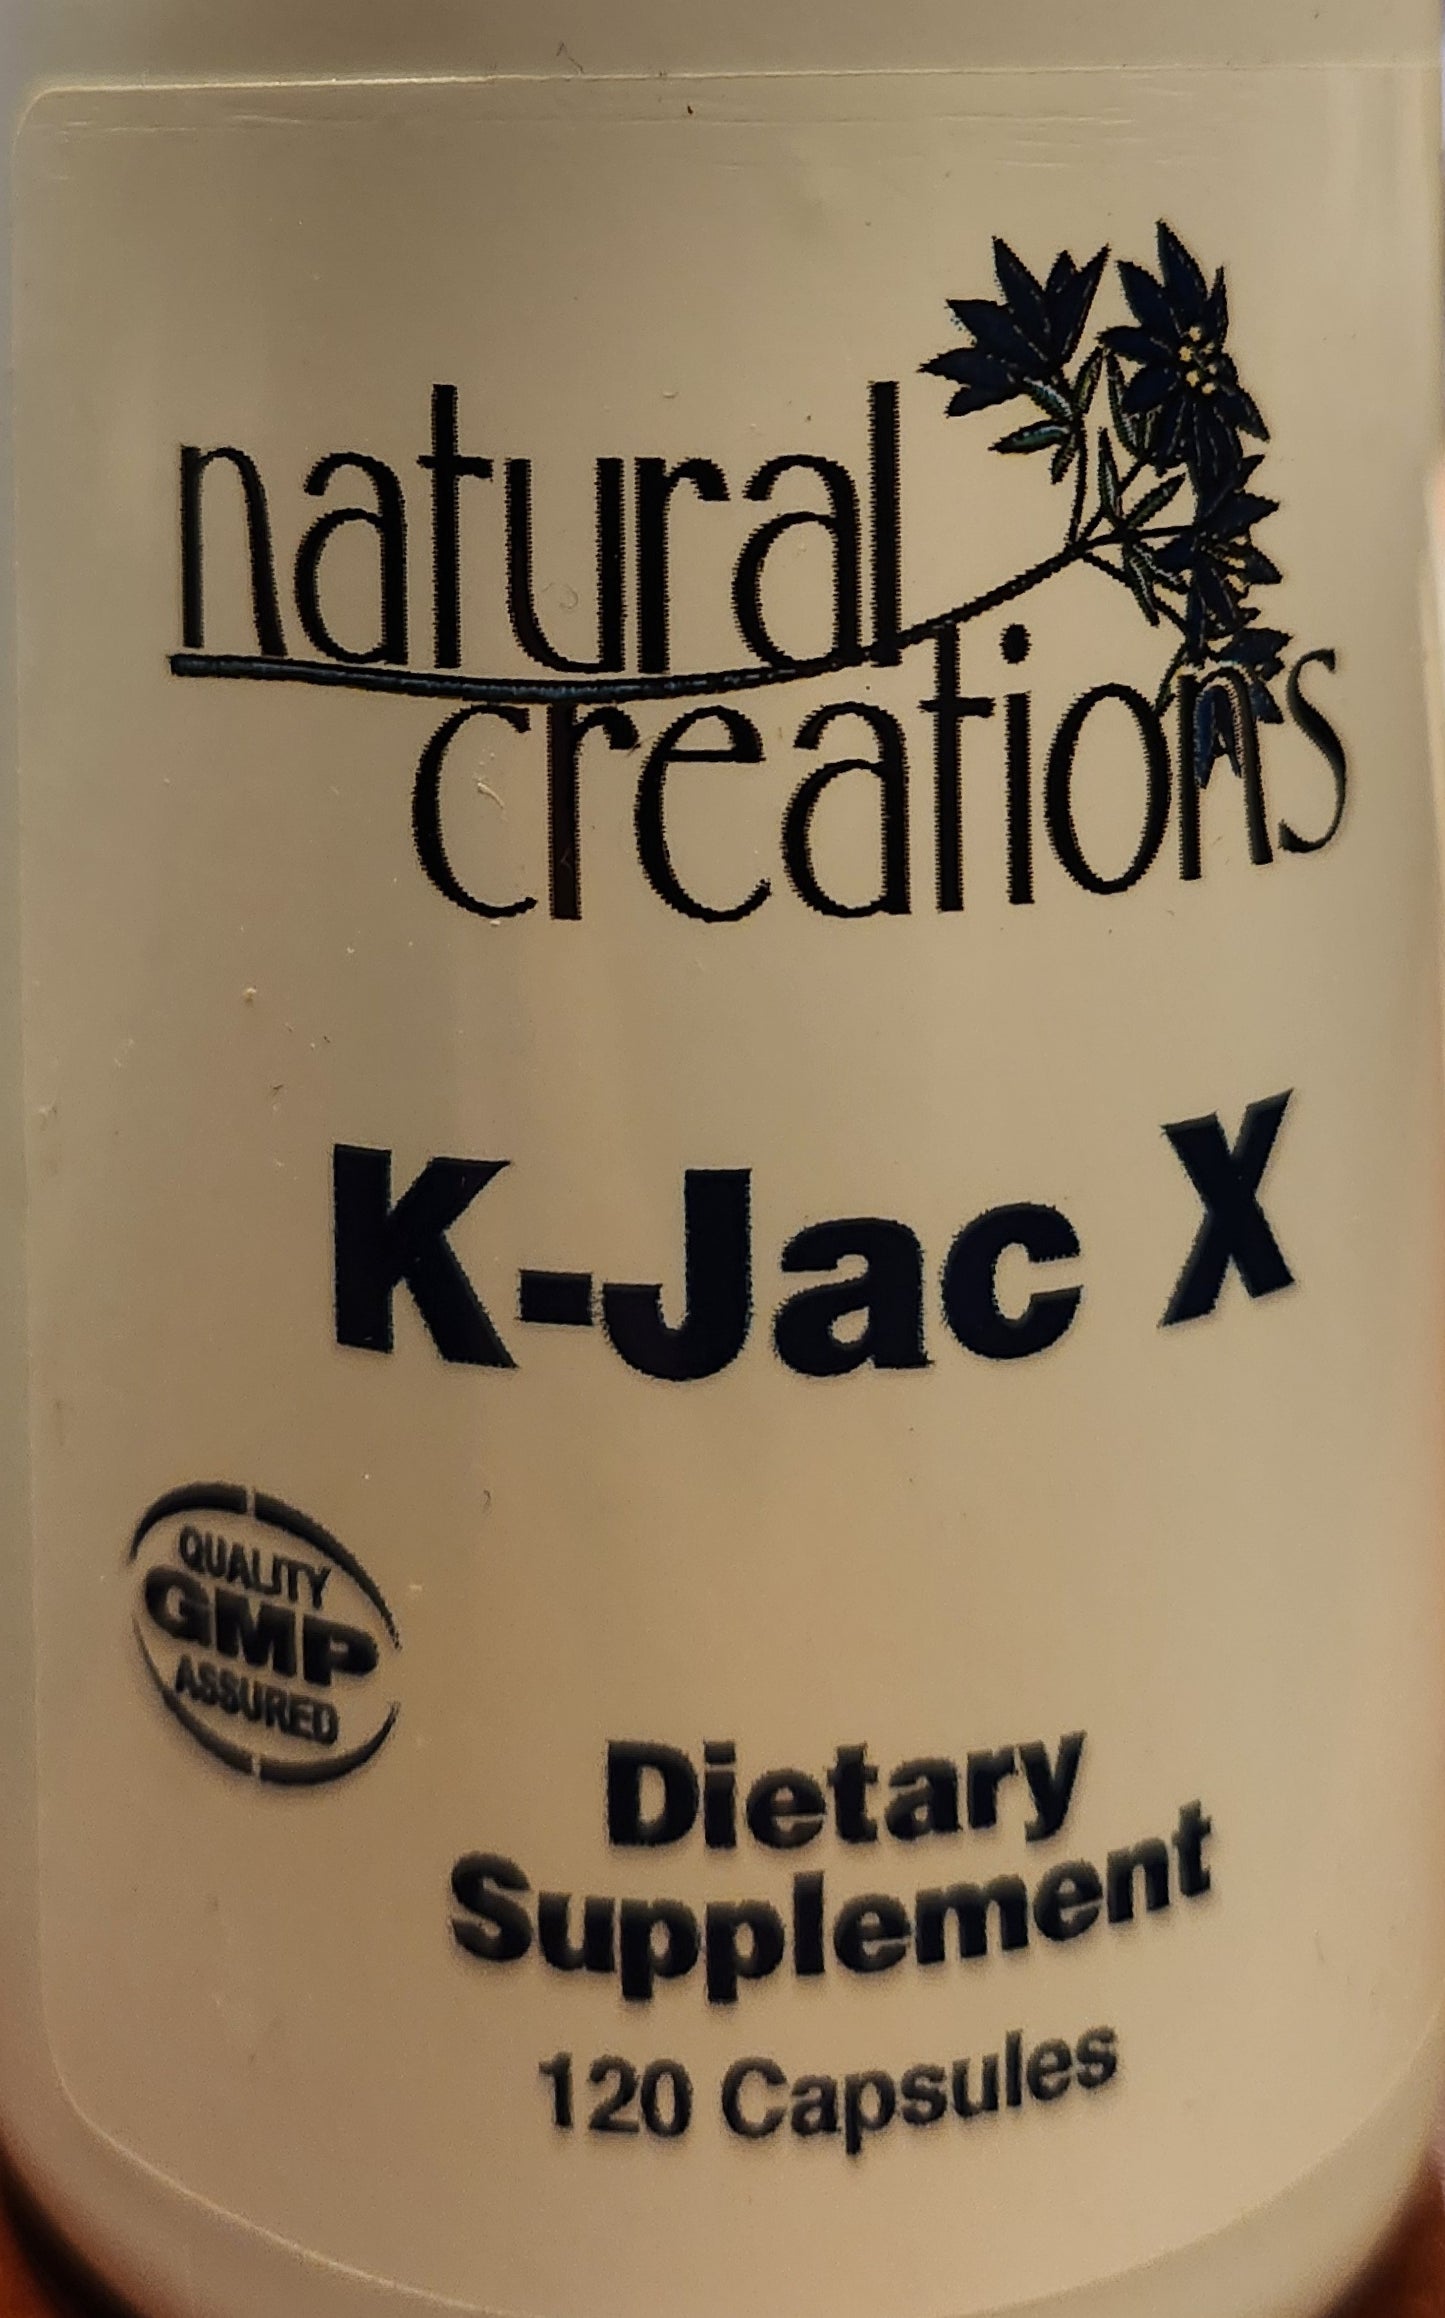 natural
creations
K-Jac X
QUALITY
GMP
ASSURED
Dietary
Supplement
120 Capsules